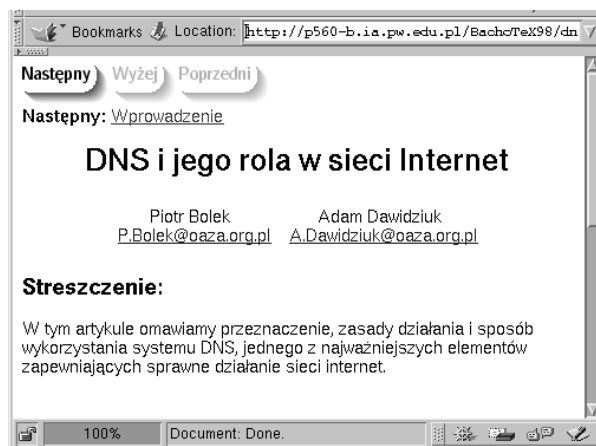 Bookmarks Location: http://p560-b.ia.pw.edu.pl/BachoTeX98/dn
Następny Wyżej Poprzedni
Następny: Wprowadzenie
DNS i jego rola w sieci Internet
Piotr Bolek Adam Dawidziuk
P.Bolek@oaza.org.pl A.Dawidziuk@oaza.org.pl
Streszczenie:
W tym artykule omawiamy przeznaczenie, zasady działania i sposób
wykorzystania systemu DNS, jednego z najważniejszych elementów
zapewniających sprawne działanie sieci internet.
100% Document: Done.